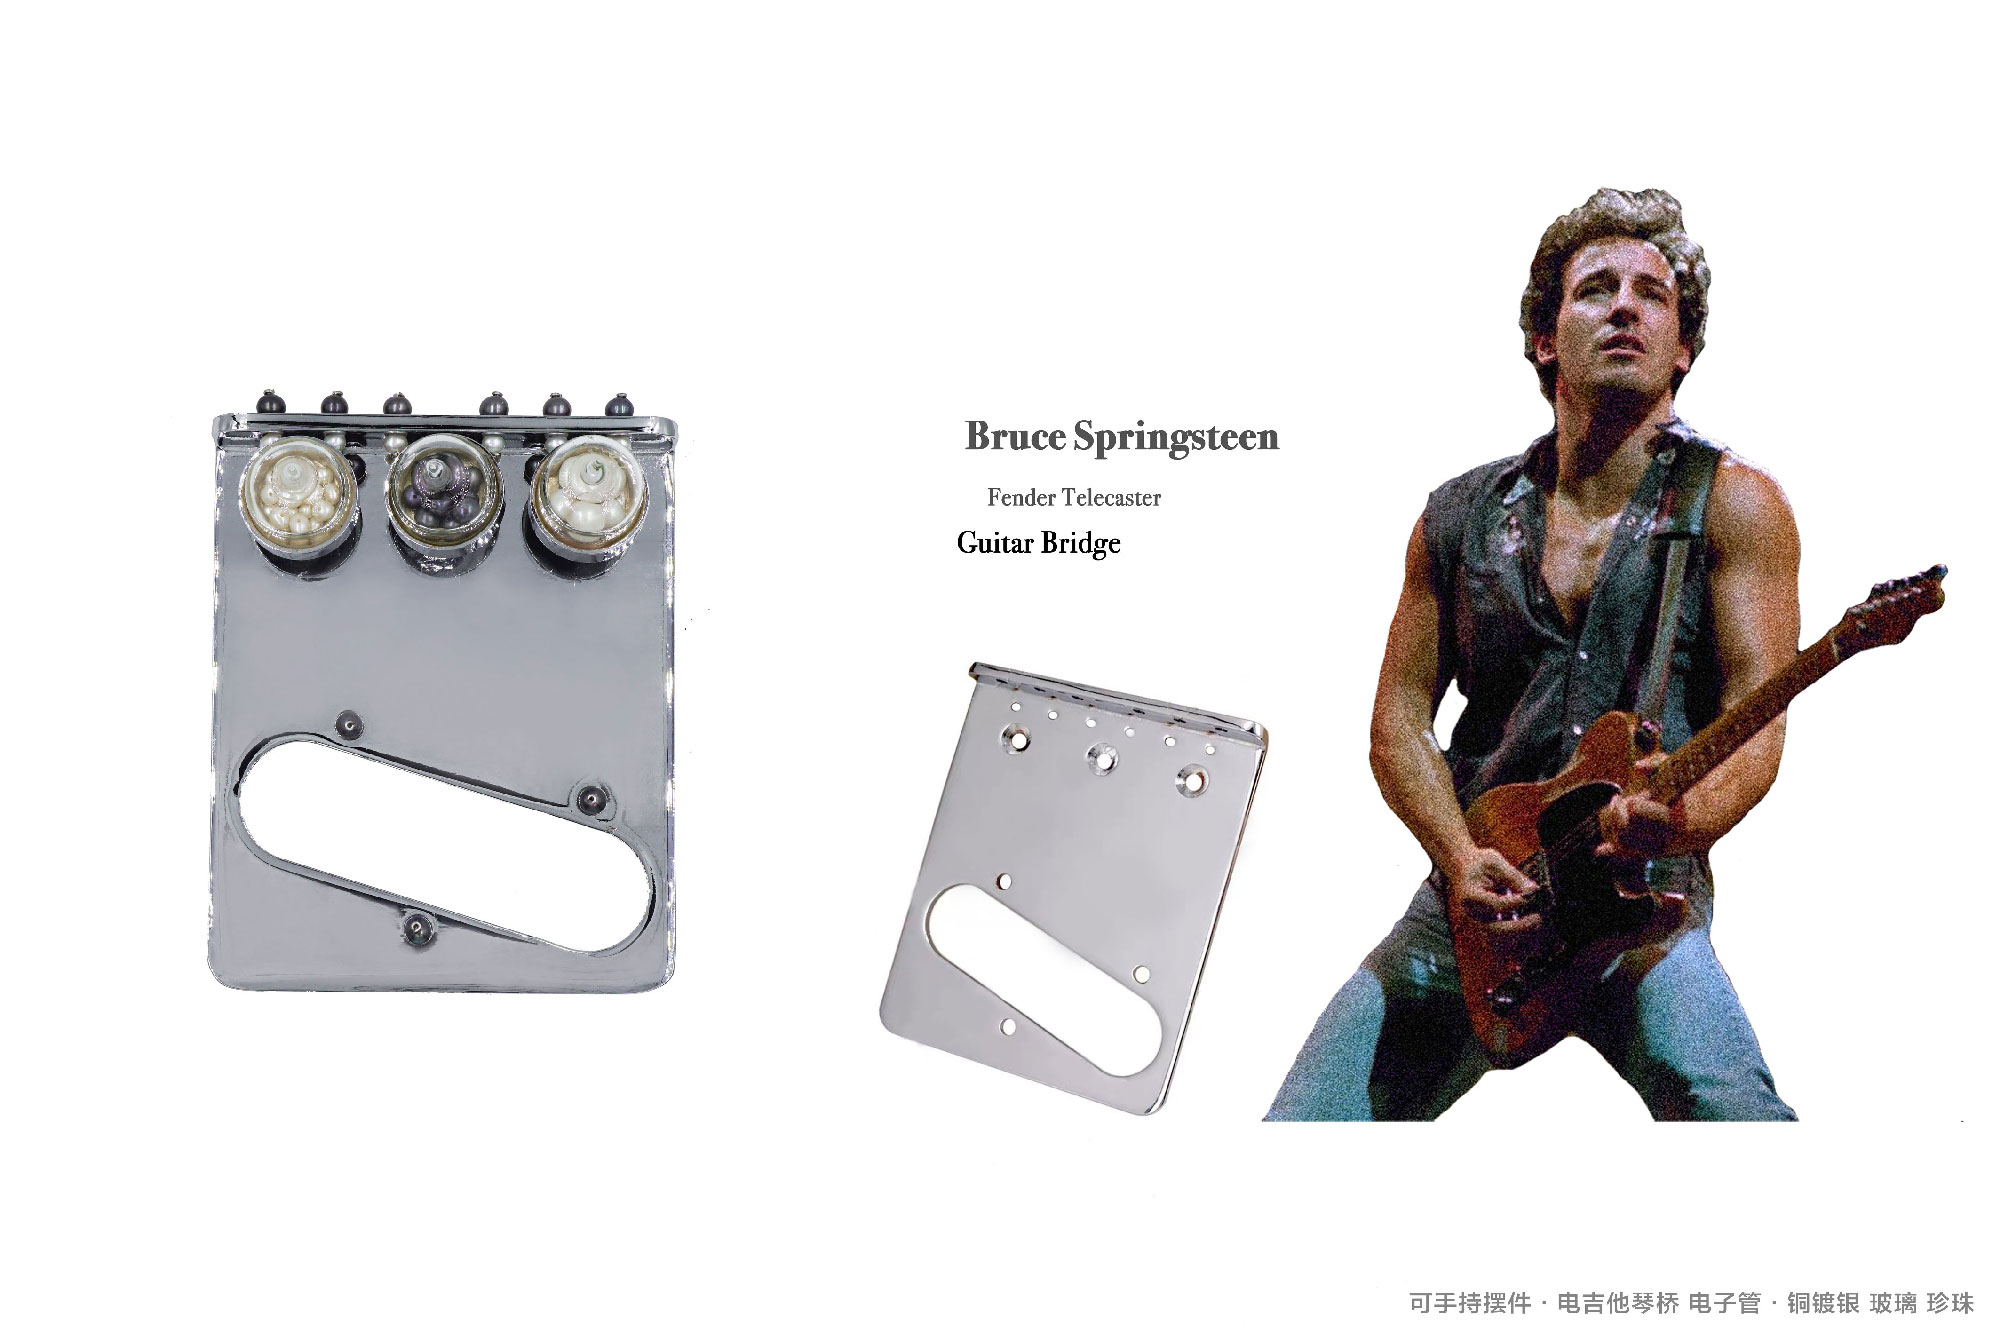 Bruce Springsteen
Fender Telecaster
Guitar Bridge
可手持摆件 · 电吉他琴桥 电子管 · 铜镀银 玻璃 珍珠